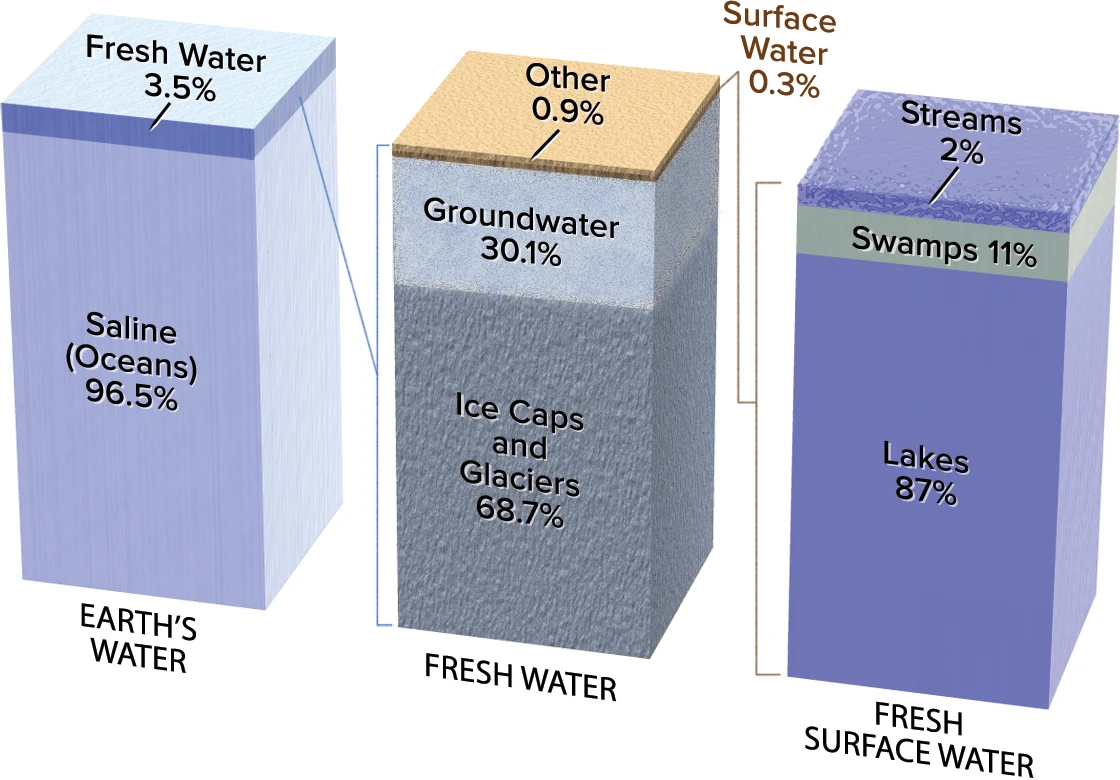 Fresh Water
3.5%
Saline
(Oceans)
96.5%
EARTH'S
WATER
Other
0.9%
Groundwater
30.1%
Ice Caps
and
Glaciers
68.7%
FRESH WATER
Surface
Water
0.3%
Streams
2%
Swamps 11%
Lakes
87%
FRESH
SURFACE WATER